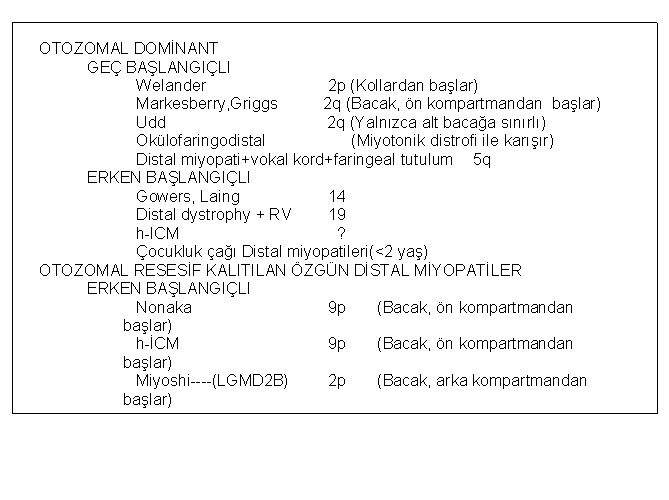 OTOZOMAL DOMİNANT
GEÇ BAŞLANGIÇLI
Welander 2p (Kollardan başlar)
Markesberry,Griggs 2q (Bacak, ön kompartmandan başlar)
Udd 2q (Yalnızca alt bacağa sınırlı)
Okülofaringodistal (Miyotonik distrofi ile karışır)
Distal miyopati+vokal kord+faringeal tutulum 5q
ERKEN BAŞLANGIÇLI
Gowers, Laing 14
Distal dystrophy + RV 19
h-ICM ?
Çocukluk çağı Distal miyopatileri(<2 yaş)
OTOZOMAL RESESİF KALITILAN ÖZGÜN DİSTAL MİYOPATİLER
ERKEN BAŞLANGIÇLI
Nonaka 9p (Bacak, ön kompartmandan
başlar)
h-İCM 9p (Bacak, ön kompartmandan
başlar)
Miyoshi----(LGMD2B) 2p (Bacak, arka kompartmandan
başlar)